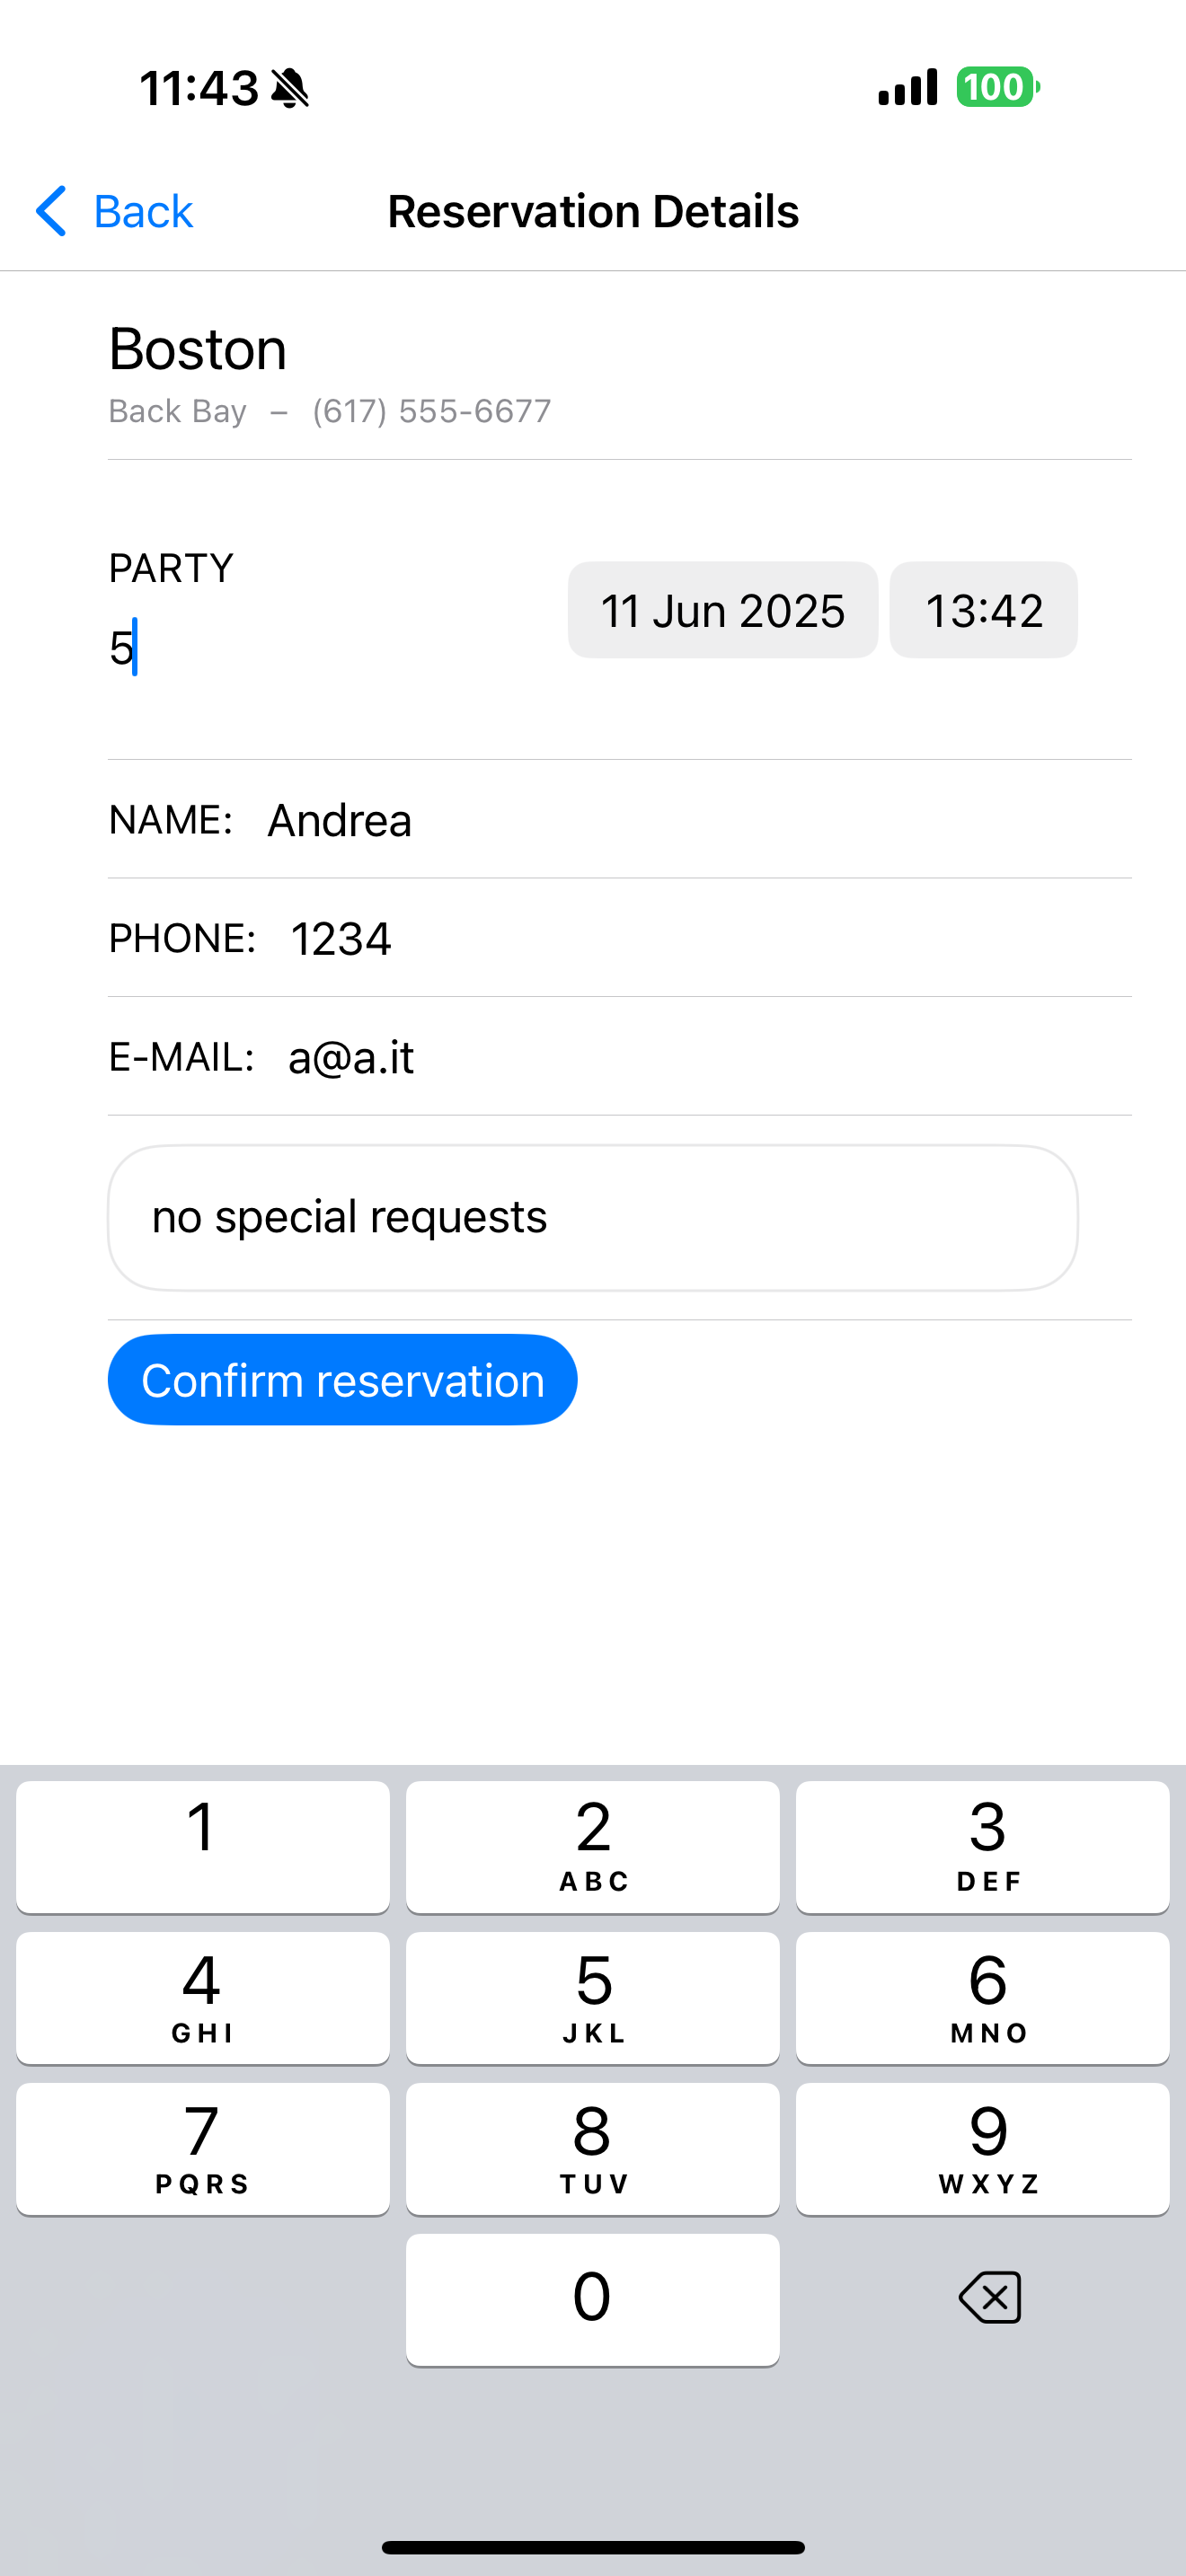 11:43 100
Back Reservation Details
Boston
Back Bay – (617) 555-6677
PARTY
5
11 Jun 2025 13:42
NAME: Andrea
PHONE: 1234
E-MAIL: a@a.it
no special requests
Confirm reservation
1 2 3
ABC DEF
4 5 6
GHI JKL MNO
7 8 9
PQRS TUV WXYZ
0